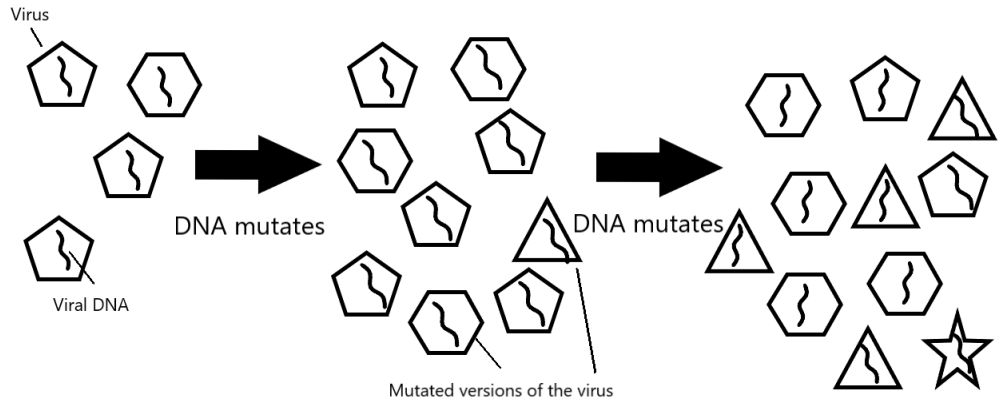 Virus
DNA mutates
DNA mutates
Viral DNA
Mutated versions of the virus